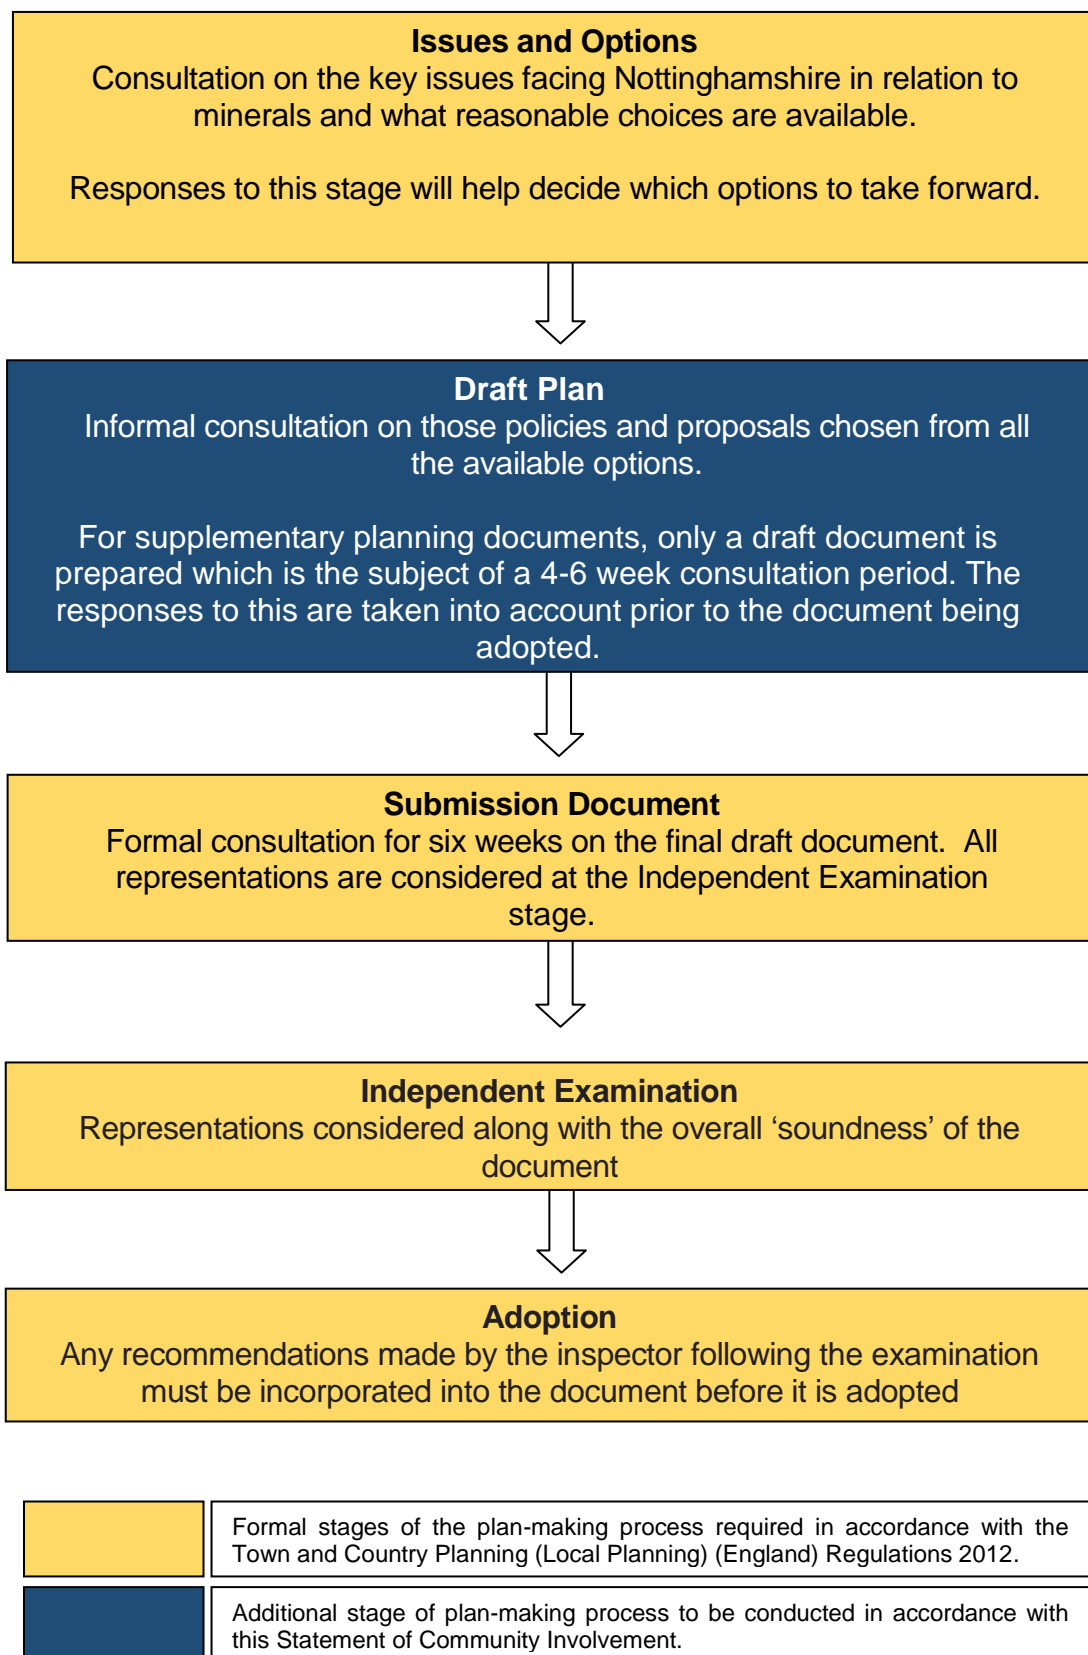 Issues and Options
Consultation on the key issues facing Nottinghamshire in relation to
minerals and what reasonable choices are available.
Responses to this stage will help decide which options to take forward.
Draft Plan
Informal consultation on those policies and proposals chosen from all
the available options.
For supplementary planning documents, only a draft document is
prepared which is the subject of a 4-6 week consultation period. The
responses to this are taken into account prior to the document being
adopted.
Submission Document
Formal consultation for six weeks on the final draft document.  All
representations are considered at the Independent Examination
stage.
Independent Examination
Representations considered along with the overall ‘soundness’ of the
document
Adoption
Any recommendations made by the inspector following the examination
must be incorporated into the document before it is adopted
Formal stages of the plan-making process required in accordance with the
Town and Country Planning (Local Planning) (England) Regulations 2012.
Additional stage of plan-making process to be conducted in accordance with
this Statement of Community Involvement.